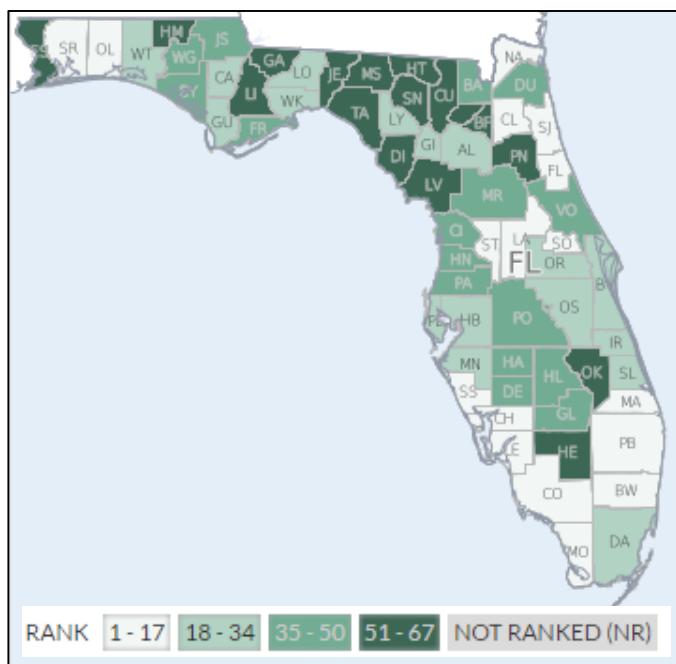 HM JS
SR OL WT WG
NA
GA LO JE MS HT
CA BA DU
LI WK SN CU
TA LY BF CL SJ
GU FR
GI AL PN
DI FL
LV MR
VO
CI ST LA SO
HN FL OR
PA B
OS
HB PO
IR
MN HA HL OK SL
SS DE MA
CH GL
E HE PB
CO BW
DA
MO
RANK 1 - 17 18 - 34 35 - 50 51 - 67 NOT RANKED (NR)